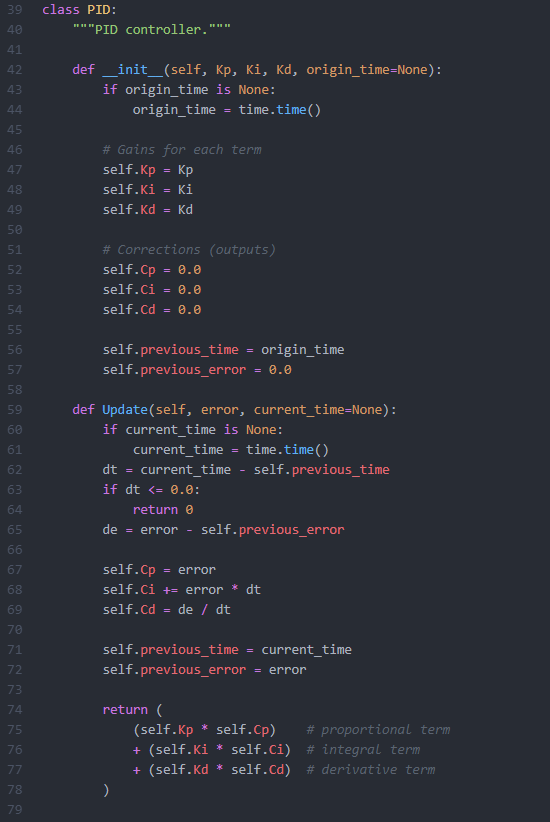 39 class PID:
40     """PID controller."""
41
42     def __init__(self, Kp, Ki, Kd, origin_time=None):
43         if origin_time is None:
44             origin_time = time.time()
45
46         # Gains for each term
47         self.Kp = Kp
48         self.Ki = Ki
49         self.Kd = Kd
50
51         # Corrections (outputs)
52         self.Cp = 0.0
53         self.Ci = 0.0
54         self.Cd = 0.0
55
56         self.previous_time = origin_time
57         self.previous_error = 0.0
58
59     def Update(self, error, current_time=None):
60         if current_time is None:
61             current_time = time.time()
62         dt = current_time - self.previous_time
63         if dt <= 0.0:
64             return 0
65         de = error - self.previous_error
66
67         self.Cp = error
68         self.Ci += error * dt
69         self.Cd = de / dt
70
71         self.previous_time = current_time
72         self.previous_error = error
73
74         return (
75             (self.Kp * self.Cp)    # proportional term
76             + (self.Ki * self.Ci)  # integral term
77             + (self.Kd * self.Cd)  # derivative term
78         )
79